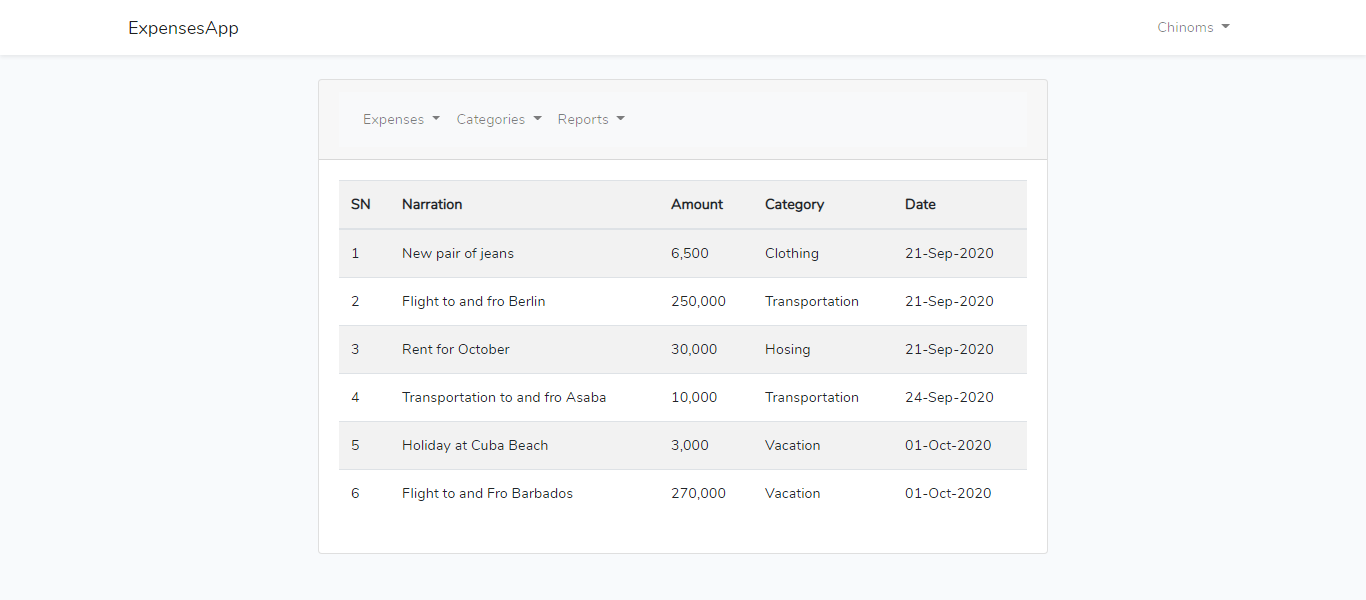 ExpensesApp Chinoms
Expenses Categories Reports
SN Narration Amount Category Date
1 New pair of jeans 6,500 Clothing 21-Sep-2020
2 Flight to and fro Berlin 250,000 Transportation 21-Sep-2020
3 Rent for October 30,000 Hosing 21-Sep-2020
4 Transportation to and fro Asaba 10,000 Transportation 24-Sep-2020
5 Holiday at Cuba Beach 3,000 Vacation 01-Oct-2020
6 Flight to and Fro Barbados 270,000 Vacation 01-Oct-2020